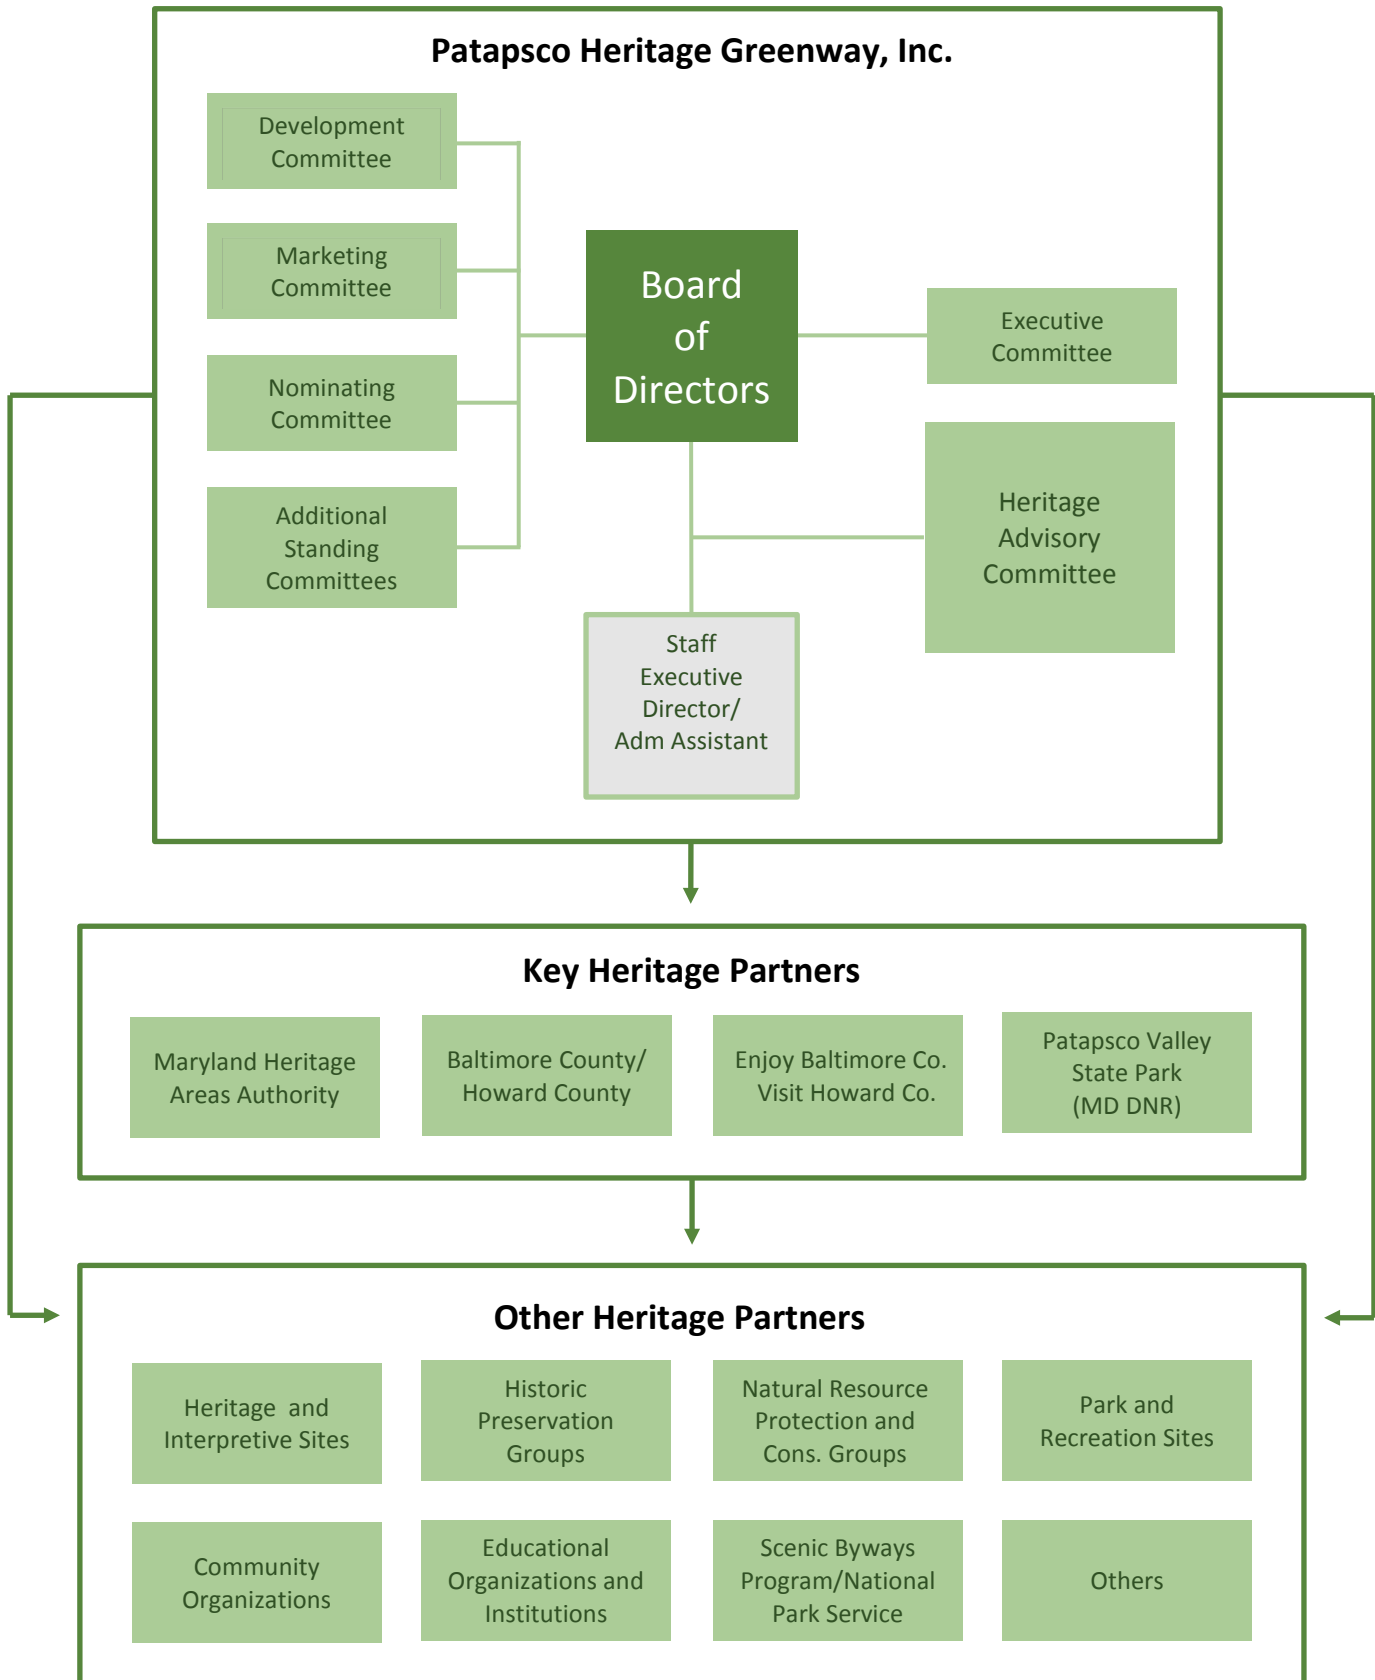 Patapsco Heritage Greenway, Inc.
Development
Committee
Marketing
Committee
Nominating
Committee
Additional
Standing
Committees
Board
of
Directors
Executive
Committee
Heritage
Advisory
Committee
Staff
Executive
Director/
Adm Assistant
Key Heritage Partners
Maryland Heritage
Areas Authority
Baltimore County/
Howard County
Enjoy Baltimore Co.
Visit Howard Co.
Patapsco Valley
State Park
(MD DNR)
Other Heritage Partners
Heritage and
Interpretive Sites
Historic
Preservation
Groups
Natural Resource
Protection and
Cons. Groups
Park and
Recreation Sites
Community
Organizations
Educational
Organizations and
Institutions
Scenic Byways
Program/National
Park Service
Others